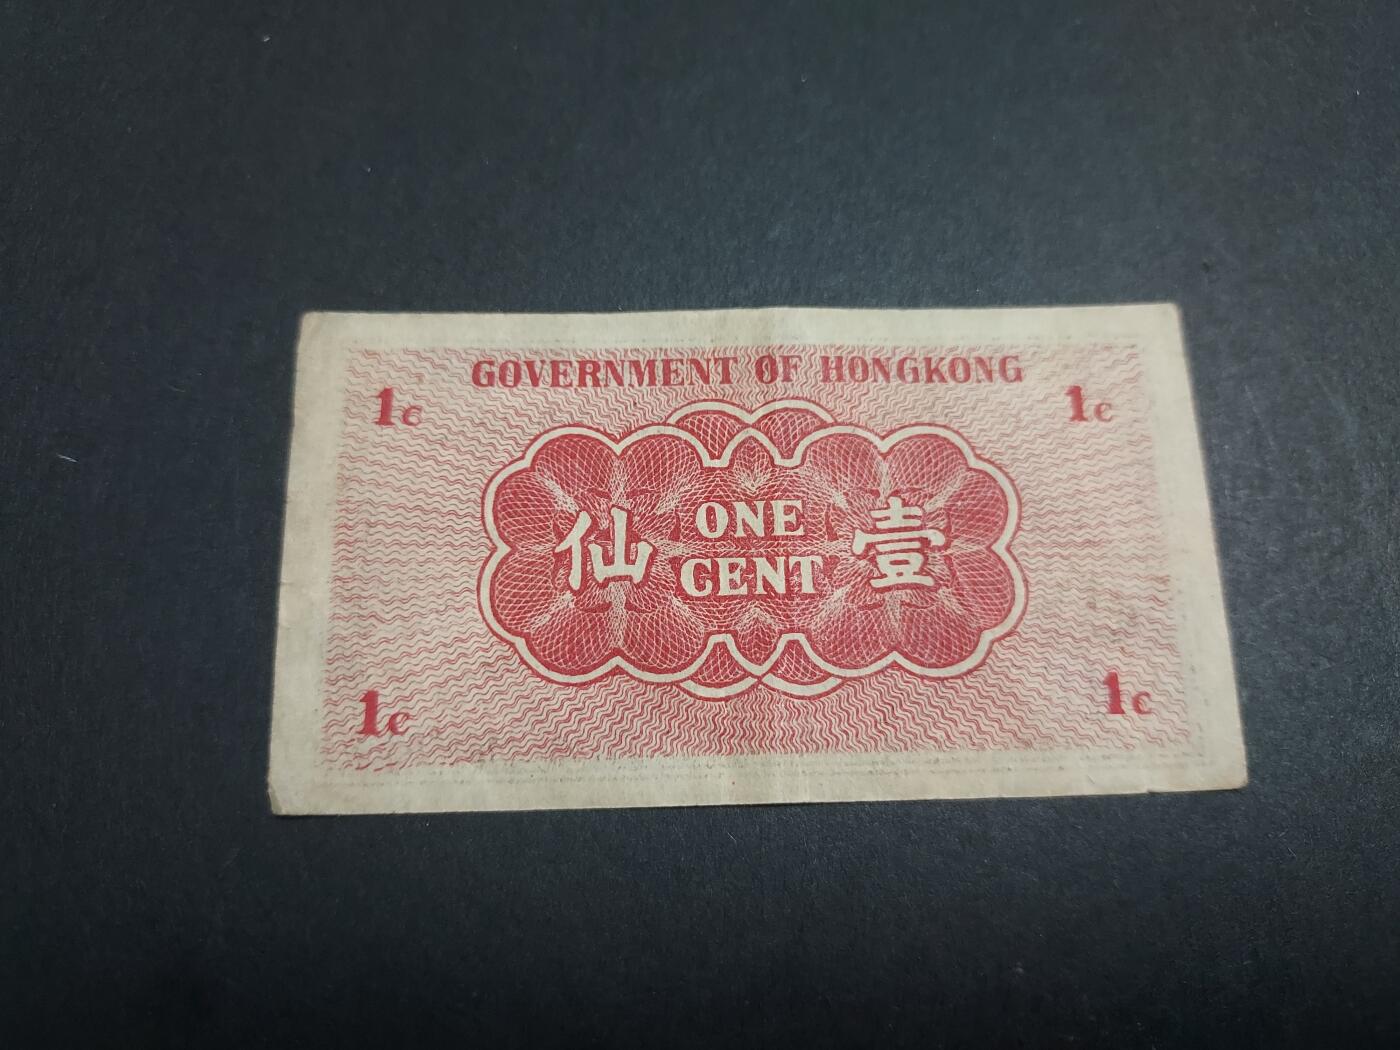 GOVERNMENT OF HONGKONG
1c 1c
仙 ONE CENT 壹
1c 1c